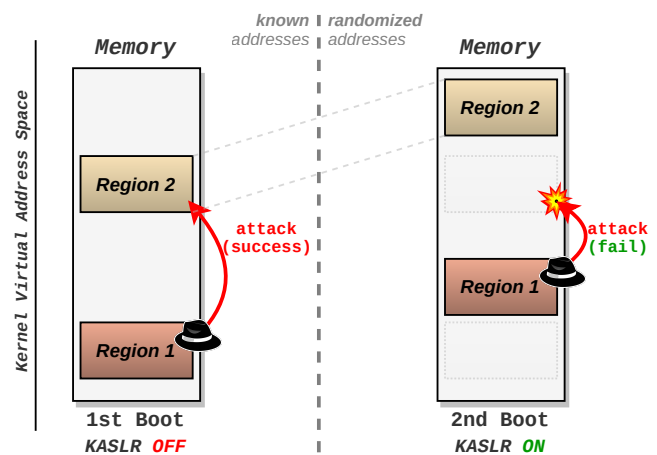 known
addresses
randomized
addresses
Memory
Memory
Kernel Virtual Address Space
Region 2
attack
(success)
Region 1
1st Boot
KASLR OFF
Region 2
attack
(fail)
Region 1
2nd Boot
KASLR ON